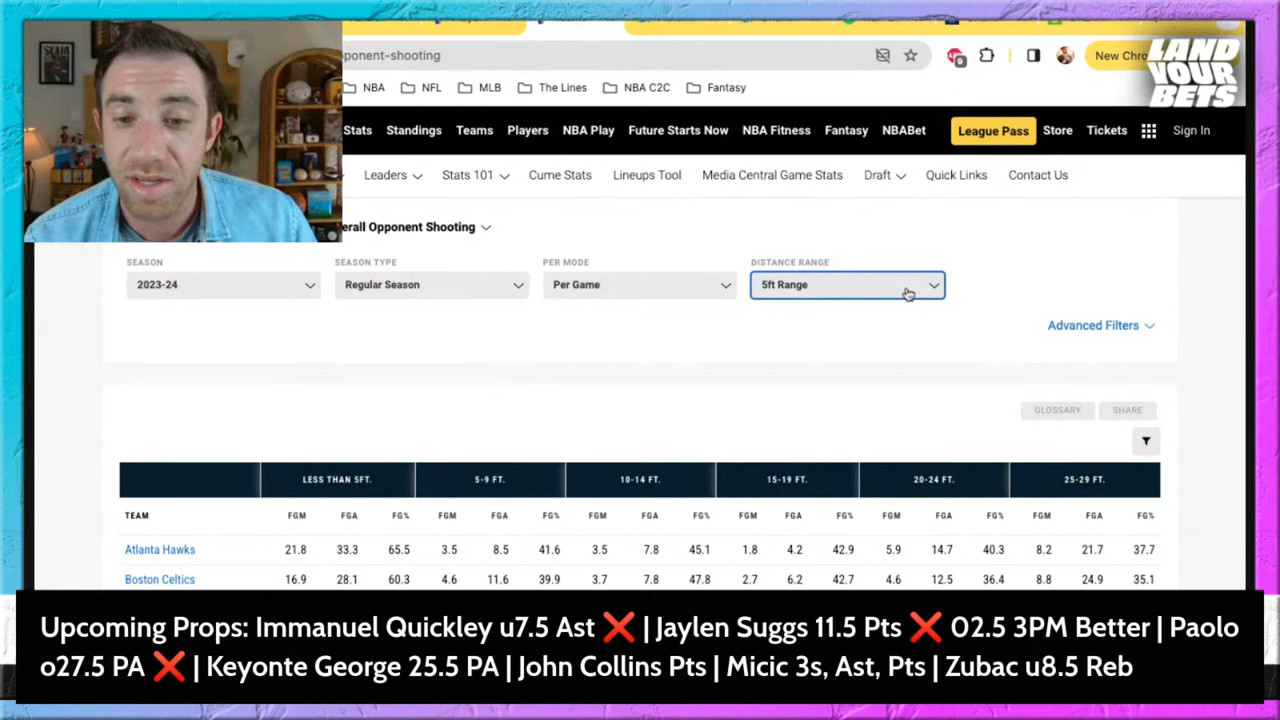 ponent-shooting
New Chro
LAND
YOUR
BETS
NBA
NFL
MLB
The Lines
NBA C2C
Fantasy
Stats
Standings
Teams
Players
NBA Play
Future Starts Now
NBA Fitness
Fantasy
NBABet
League Pass
Store
Tickets
Sign In
Leaders
Stats 101
Cume Stats
Lineups Tool
Media Central Game Stats
Draft
Quick Links
Contact Us
erall Opponent Shooting
SEASON
SEASON TYPE
PER MODE
DISTANCE RANGE
2023-24
Regular Season
Per Game
5ft Range
Advanced Filters
GLOSSARY
SHARE
LESS THAN 5FT.
5-9 FT.
10-14 FT.
15-19 FT.
20-24 FT.
25-29 FT.
TEAM FGM FGA FG% FGM FGA FG% FGM FGA FG% FGM FGA FG% FGM FGA FG% FGM FGA FG%
Atlanta Hawks 21.8 33.3 65.5 3.5 8.5 41.6 3.5 7.8 45.1 1.8 4.2 42.9 5.9 14.7 40.3 8.2 21.7 37.7
Boston Celtics 16.9 28.1 60.3 4.6 11.6 39.9 3.7 7.8 47.8 2.7 6.2 42.7 4.6 12.5 36.4 8.8 24.9 35.1
Upcoming Props: Immanuel Quickley u7.5 Ast ❌ | Jaylen Suggs 11.5 Pts ❌ O2.5 3PM Better | Paolo
o27.5 PA ❌ | Keyonte George 25.5 PA | John Collins Pts | Micic 3s, Ast, Pts | Zubac u8.5 Reb